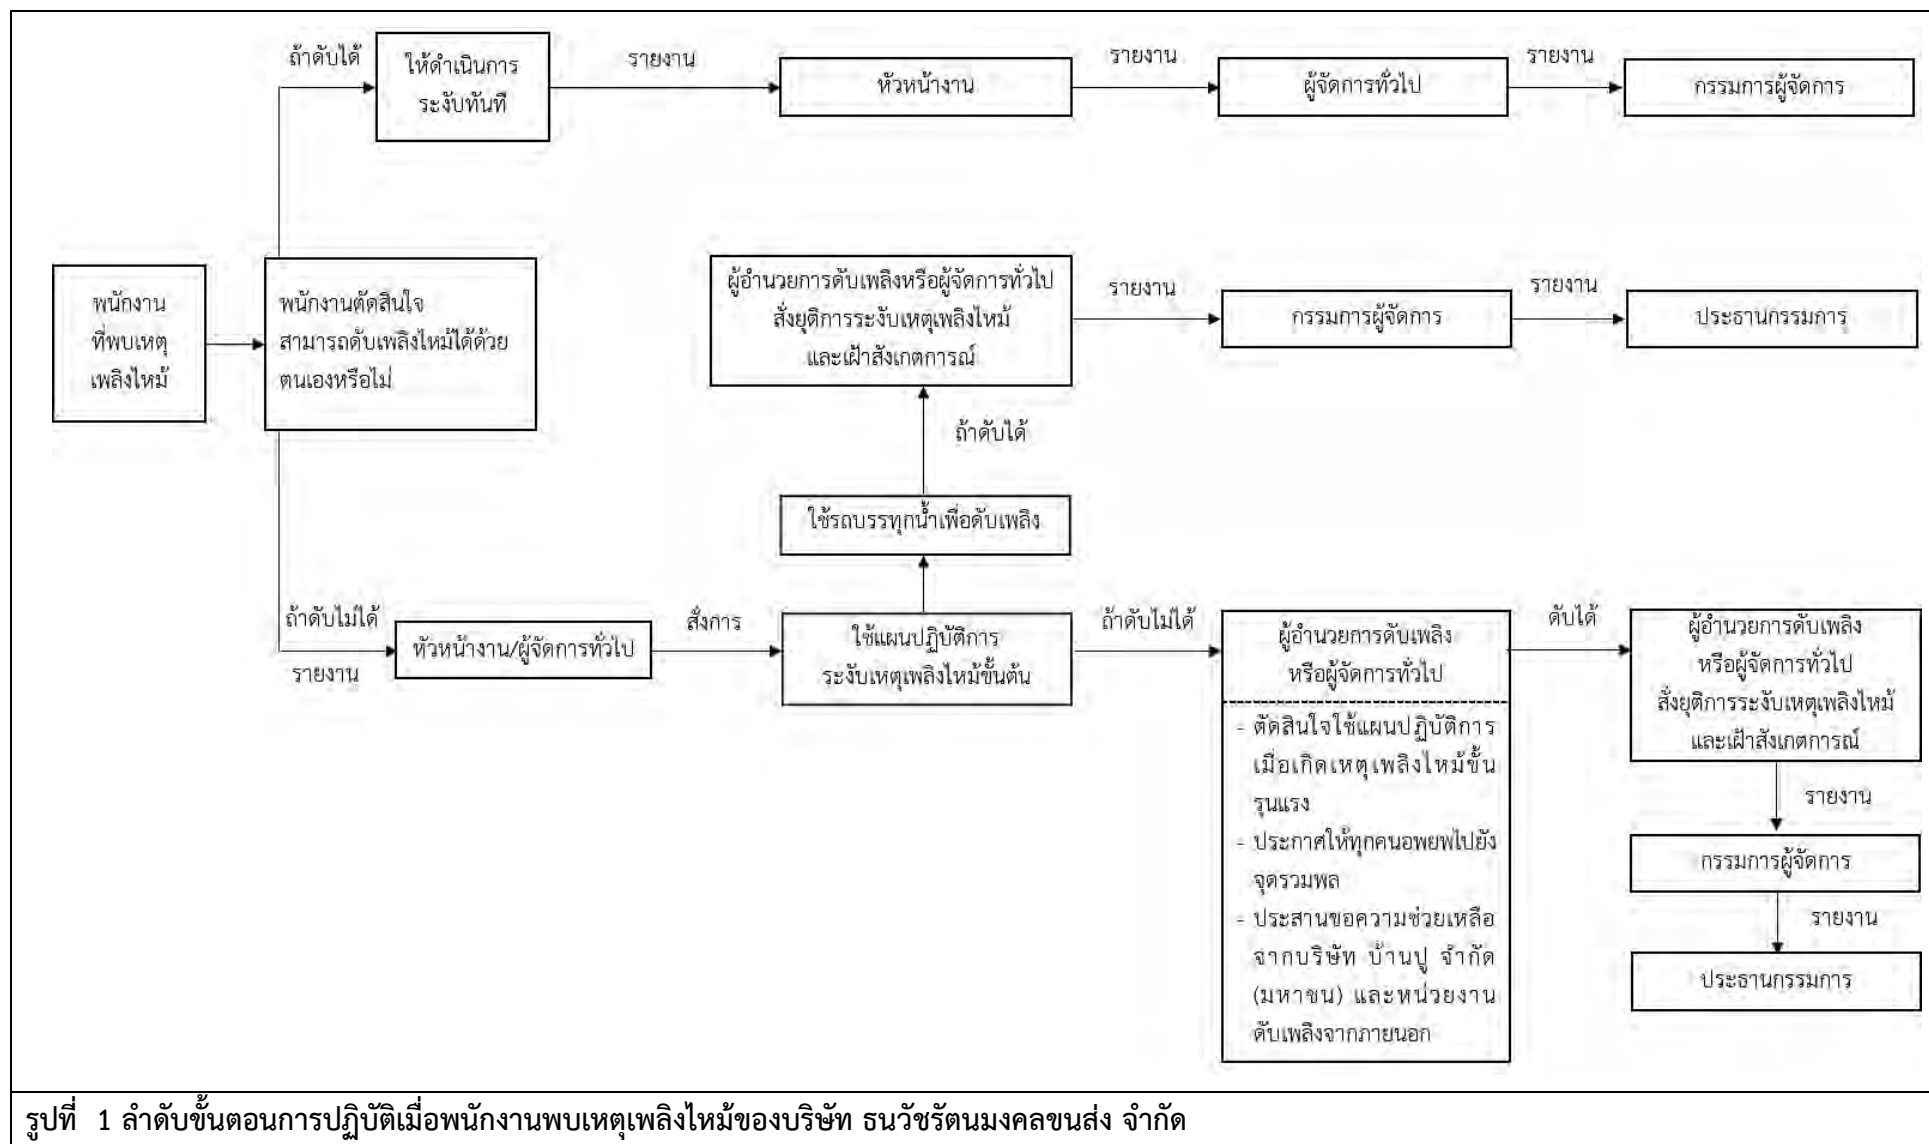 ถ้าดับได้
ให้ดำเนินการ
ระงับทันที
รายงาน
หัวหน้างาน
รายงาน
ผู้จัดการทั่วไป
รายงาน
กรรมการผู้จัดการ
พนักงาน
ที่พบเหตุ
เพลิงไหม้
พนักงานตัดสินใจ
สามารถดับเพลิงไหม้ได้ด้วย
ตนเองหรือไม่
ผู้อำนวยการดับเพลิงหรือผู้จัดการทั่วไป
สั่งยุติการระงับเหตุเพลิงไหม้
และเฝ้าสังเกตการณ์
รายงาน
กรรมการผู้จัดการ
รายงาน
ประธานกรรมการ
ถ้าดับได้
ใช้รถบรรทุกน้ำเพื่อดับเพลิง
ถ้าดับไม่ได้
รายงาน
หัวหน้างาน/ผู้จัดการทั่วไป
สั่งการ
ใช้แผนปฏิบัติการ
ระงับเหตุเพลิงไหม้ขั้นต้น
ถ้าดับไม่ได้
ผู้อำนวยการดับเพลิง
หรือผู้จัดการทั่วไป
- ตัดสินใจใช้แผนปฏิบัติการ
เมื่อเกิดเหตุเพลิงไหม้ขั้น
รุนแรง
- ประกาศให้ทุกคนอพยพไปยัง
จุดรวมพล
- ประสานขอความช่วยเหลือ
จากบริษัท บ้านปู จำกัด
(มหาชน) และหน่วยงาน
ดับเพลิงจากภายนอก
ดับได้
ผู้อำนวยการดับเพลิง
หรือผู้จัดการทั่วไป
สั่งยุติการระงับเหตุเพลิงไหม้
และเฝ้าสังเกตการณ์
รายงาน
กรรมการผู้จัดการ
รายงาน
ประธานกรรมการ
รูปที่ 1 ลำดับขั้นตอนการปฏิบัติเมื่อพนักงานพบเหตุเพลิงไหม้ของบริษัท ธนวัชรัตนมงคลขนส่ง จำกัด